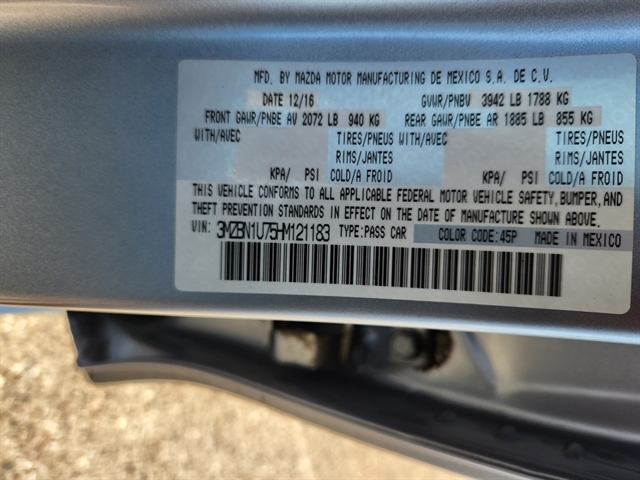 MFD. BY MAZDA MOTOR MANUFACTURING DE MEXICO S.A. DE C.V.
DATE 12/16 GVWR/PNBV 3942 LB 1788 KG
FRONT GAWR/PNBE AV 2072 LB 940 KG REAR GAWR/PNBE AR 1885 LB 855 KG
WITH/AVEC TIRES/PNEUS WITH/AVEC TIRES/PNEUS
RIMS/JANTES RIMS/JANTES
KPA/ PSI COLD/A FROID KPA/ PSI COLD/A FROID
THIS VEHICLE CONFORMS TO ALL APPLICABLE FEDERAL MOTOR VEHICLE SAFETY, BUMPER, AND
THEFT PREVENTION STANDARDS IN EFFECT ON THE DATE OF MANUFACTURE SHOWN ABOVE.
VIN: 3MZBN1U75HM121183 TYPE:PASS CAR COLOR CODE:45P MADE IN MEXICO